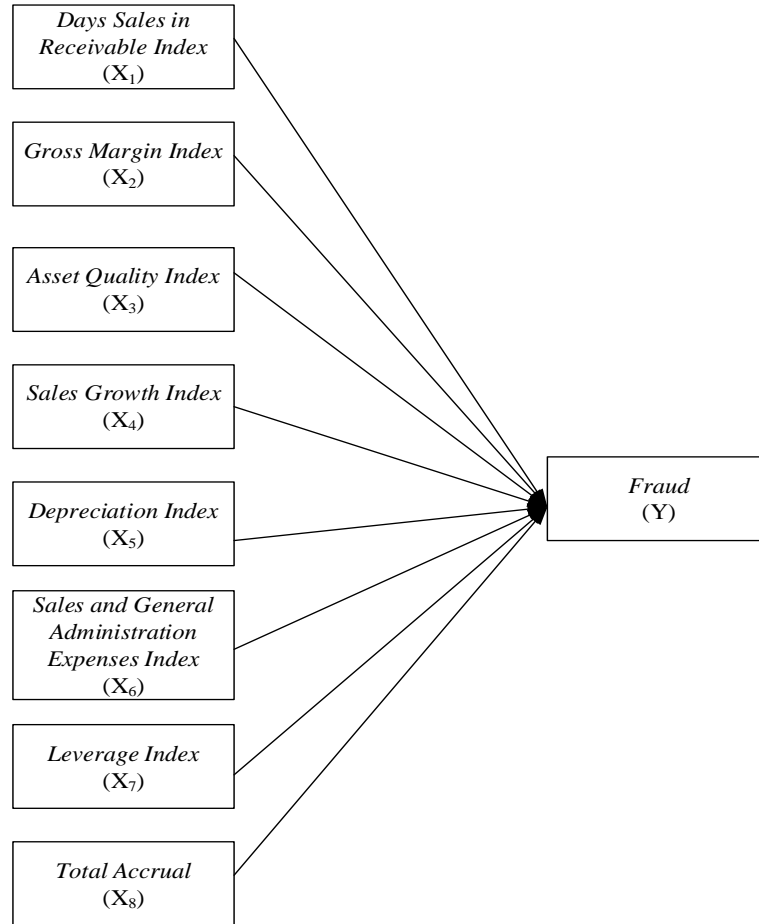 Days Sales in
Receivable Index
(X₁)
Gross Margin Index
(X₂)
Asset Quality Index
(X₃)
Sales Growth Index
(X₄)
Depreciation Index
(X₅)
Sales and General
Administration
Expenses Index
(X₆)
Leverage Index
(X₇)
Total Accrual
(X₈)
Fraud
(Y)